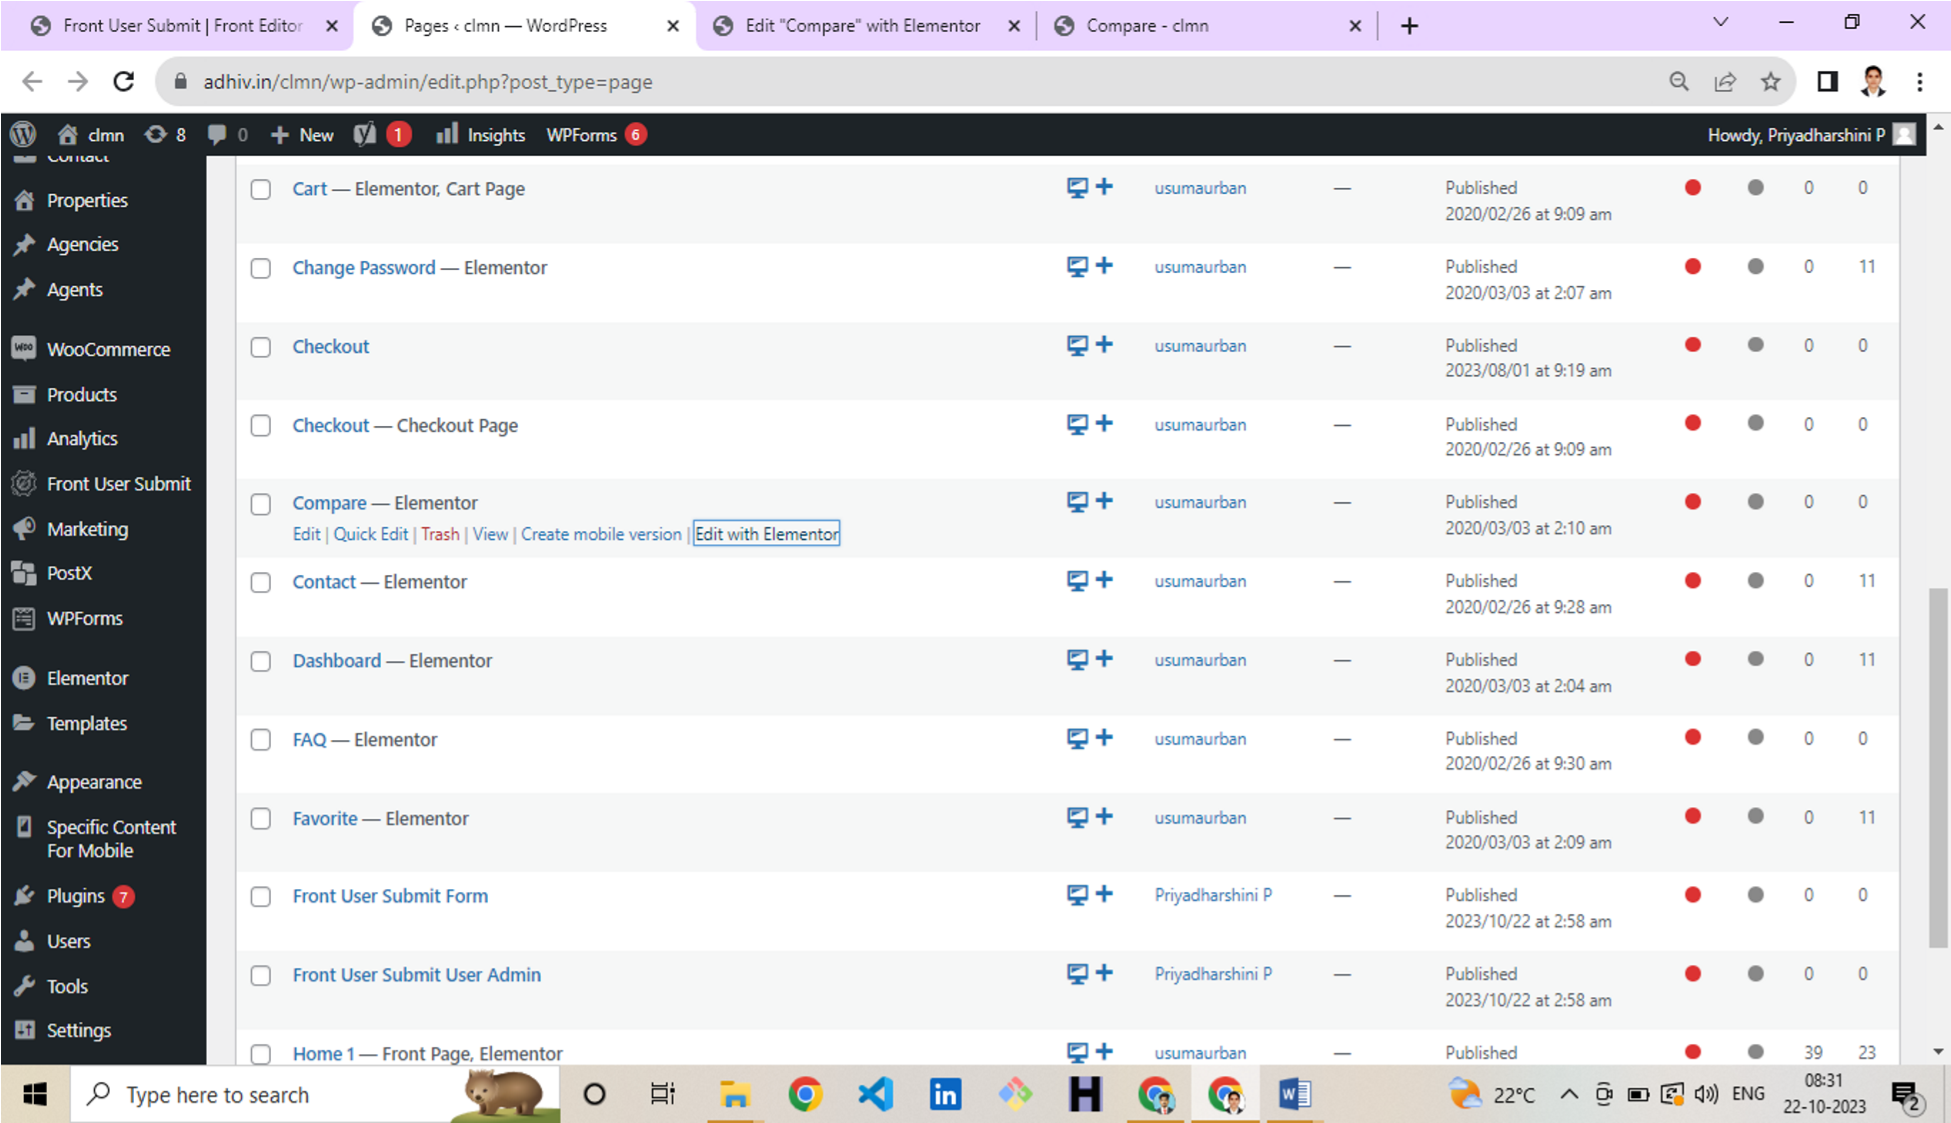 Front User Submit | Front Editor
Pages ‹ clmn — WordPress
Edit "Compare" with Elementor
Compare - clmn
adhiv.in/clmn/wp-admin/edit.php?post_type=page
clmn 8 0 New 1 Insights WPForms 6
Howdy, Priyadharshini P
Contact
Properties
Agencies
Agents
WooCommerce
Products
Analytics
Front User Submit
Marketing
PostX
WPForms
Elementor
Templates
Appearance
Specific Content
For Mobile
Plugins 7
Users
Tools
Settings
Cart — Elementor, Cart Page usumaurban — Published 0 0
2020/02/26 at 9:09 am
Change Password — Elementor usumaurban — Published 0 11
2020/03/03 at 2:07 am
Checkout usumaurban — Published 0 0
2023/08/01 at 9:19 am
Checkout — Checkout Page usumaurban — Published 0 0
2020/02/26 at 9:09 am
Compare — Elementor usumaurban — Published 0 0
Edit | Quick Edit | Trash | View | Create mobile version | Edit with Elementor 2020/03/03 at 2:10 am
Contact — Elementor usumaurban — Published 0 11
2020/02/26 at 9:28 am
Dashboard — Elementor usumaurban — Published 0 11
2020/03/03 at 2:04 am
FAQ — Elementor usumaurban — Published 0 0
2020/02/26 at 9:30 am
Favorite — Elementor usumaurban — Published 0 11
2020/03/03 at 2:09 am
Front User Submit Form Priyadharshini P — Published 0 0
2023/10/22 at 2:58 am
Front User Submit User Admin Priyadharshini P — Published 0 0
2023/10/22 at 2:58 am
Home 1 — Front Page, Elementor usumaurban — Published 39 23
Type here to search
22°C
ENG
08:31
22-10-2023
2